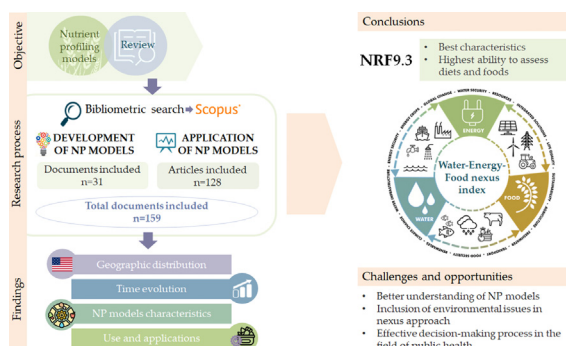 Objective
Nutrient
profiling
models
Review
Research process
Bibliometric search
Scopus
DEVELOPMENT
OF NP MODELS
APPLICATION
OF NP MODELS
Documents included
n=31
Articles included
n=128
Total documents included
n=159
Findings
Geographic distribution
Time evolution
NP models characteristics
Use and applications
Conclusions
NRF9.3
• Best characteristics
• Highest ability to assess
diets and foods
ENERGY
WATER
FOOD
Water-Energy-
Food nexus
index
Challenges and opportunities
• Better understanding of NP models
• Inclusion of environmental issues in
nexus approach
• Effective decision-making process in the
field of public health